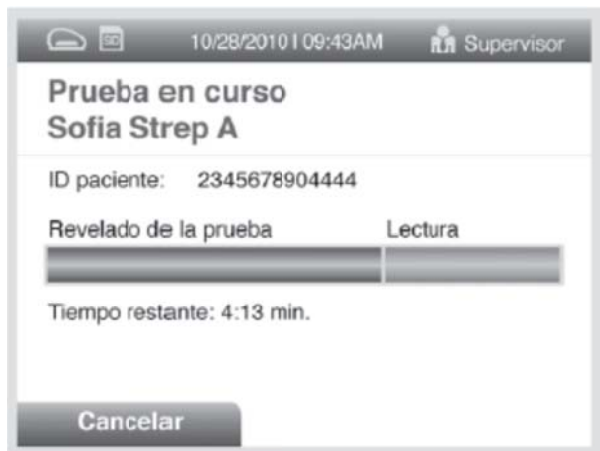 SD 10/28/2010 | 09:43AM Supervisor
Prueba en curso
Sofia Strep A
ID paciente: 2345678904444
Revelado de la prueba Lectura
Tiempo restante: 4:13 min.
Cancelar